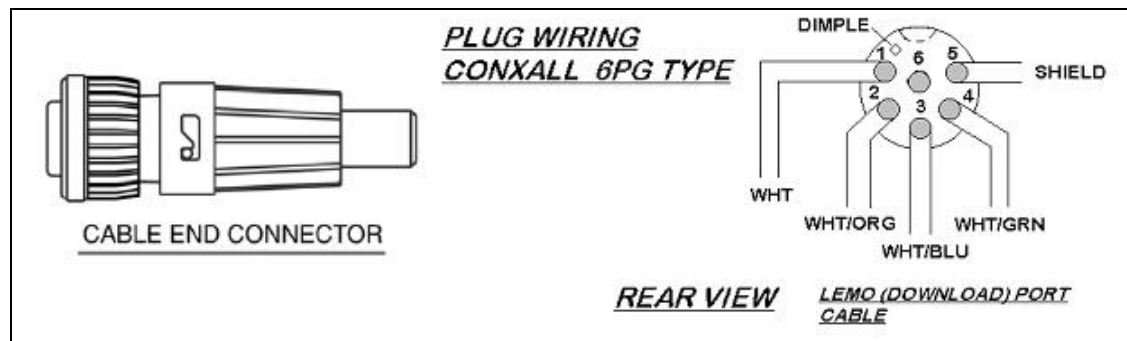 PLUG WIRING
CONXALL 6PG TYPE
CABLE END CONNECTOR
DIMPLE
1 6 5
SHIELD
2 3 4
WHT
WHT/ORG
WHT/GRN
WHT/BLU
REAR VIEW
LEMO (DOWNLOAD) PORT
CABLE